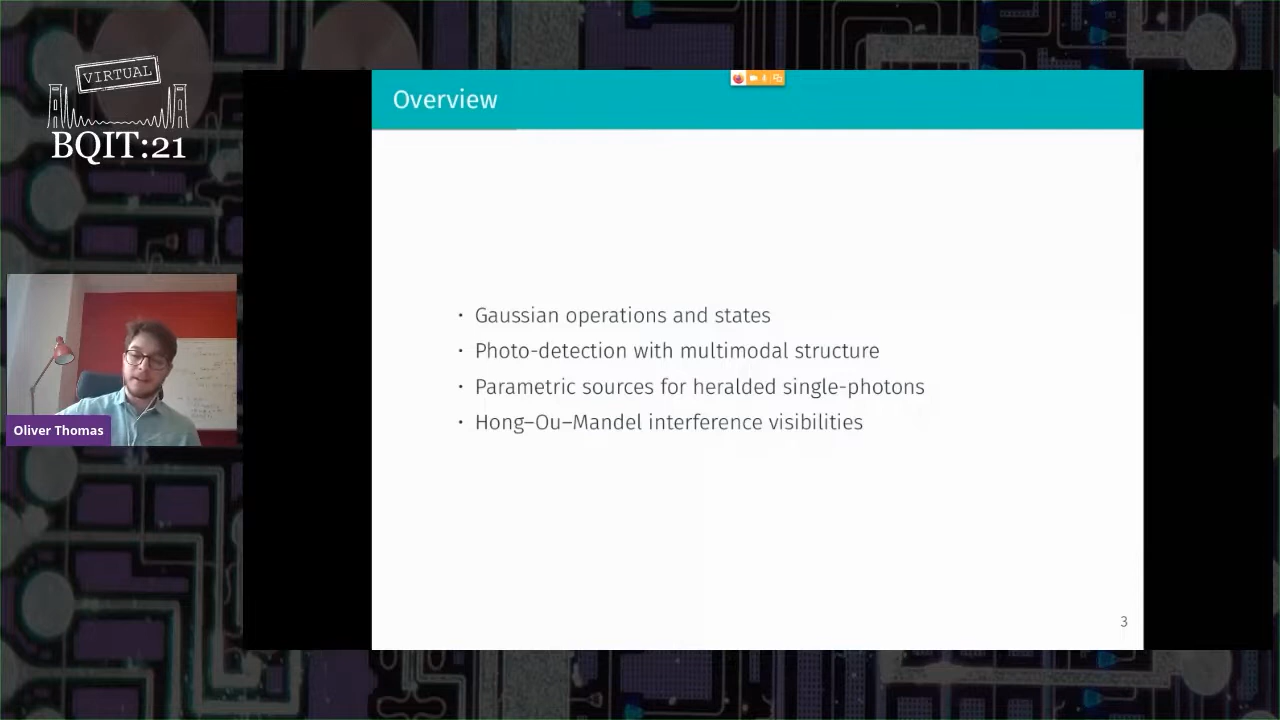 VIRTUAL
BQIT:21
Overview
· Gaussian operations and states
· Photo-detection with multimodal structure
· Parametric sources for heralded single-photons
· Hong–Ou–Mandel interference visibilities
Oliver Thomas
3